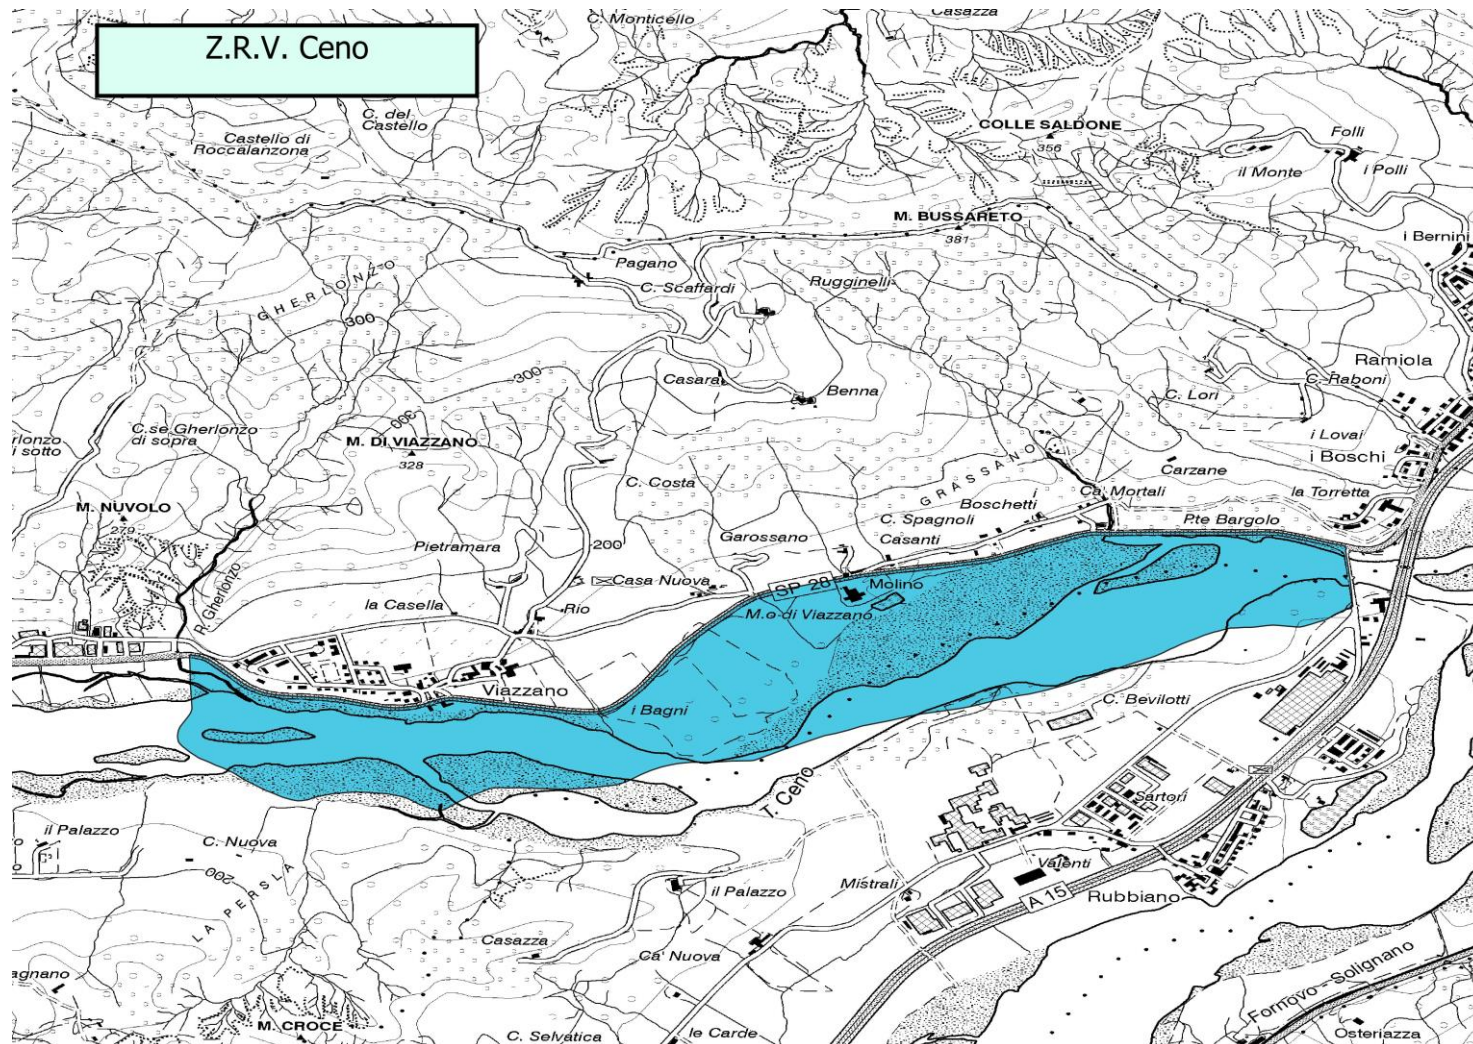 Z.R.V. Ceno
C. Monticello
Casazza
C. del
Castello
Castello di
Roccalanzona
COLLE SALDONE
356
Folli
il Monte
i Polli
M. BUSSARETO
381
i Bernini
Pagano
C. Scaffardi
Rugginelli
GHERLONZO
300
Ramiola
C. Raboni
300
Casara
Benna
C. Lori
300
C.se Gherlonzo
di sopra
M. DI VIAZZANO
328
i Lovai
i Boschi
rlonzo
i sotto
GRASSANO
Carzane
C. Costa
Ca' Mortali
la Torretta
M. NUVOLO
279
Boschetti
C. Spagnoli
P.te Bargolo
Pietramara
200
Garossano
Casanti
R. Gherlonzo
Casa Nuova
SP 28
Molino
la Casella
Rio
M.o di Viazzano
Viazzano
i Bagni
C. Bevilotti
T. Ceno
Sartori
il Palazzo
C. Nuova
200
LA PERSLA
Valenti
il Palazzo
Mistrali
A 15
Rubbiano
Casazza
Ca' Nuova
agnano
Fornovo - Solignano
M. CROCE
C. Selvatica
le Carde
Osteriazza